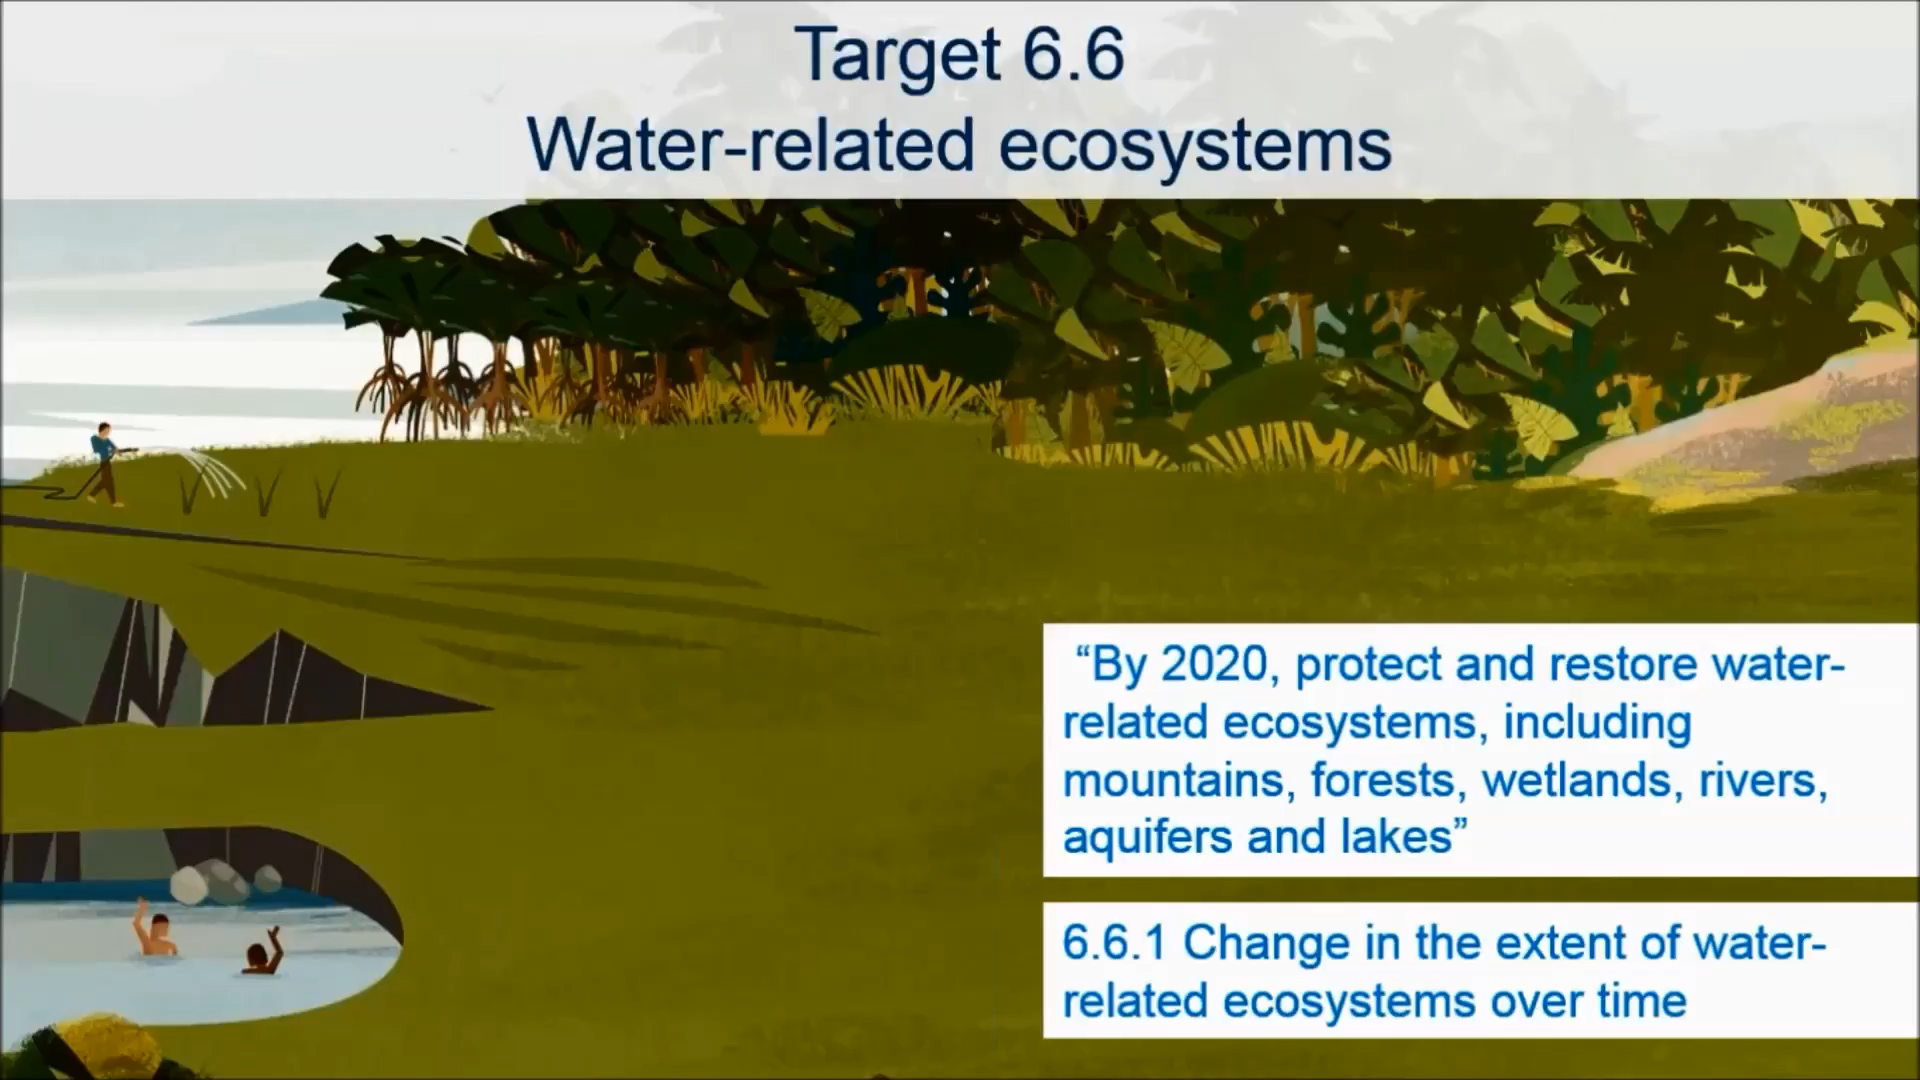 Target 6.6
Water-related ecosystems
“By 2020, protect and restore water-
related ecosystems, including
mountains, forests, wetlands, rivers,
aquifers and lakes”
6.6.1 Change in the extent of water-
related ecosystems over time